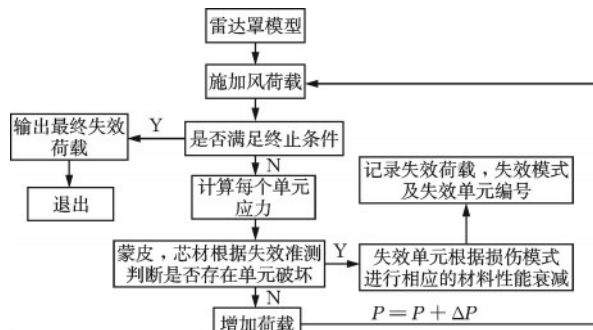 雷达罩模型
施加风荷载
输出最终失效
荷载
Y
是否满足终止条件
N
退出
计算每个单元
应力
记录失效荷载，失效模式
及失效单元编号
蒙皮，芯材根据失效准测
判断是否存在单元破坏
Y
失效单元根据损伤模式
进行相应的材料性能衰减
N
增加荷载
P = P + ΔP